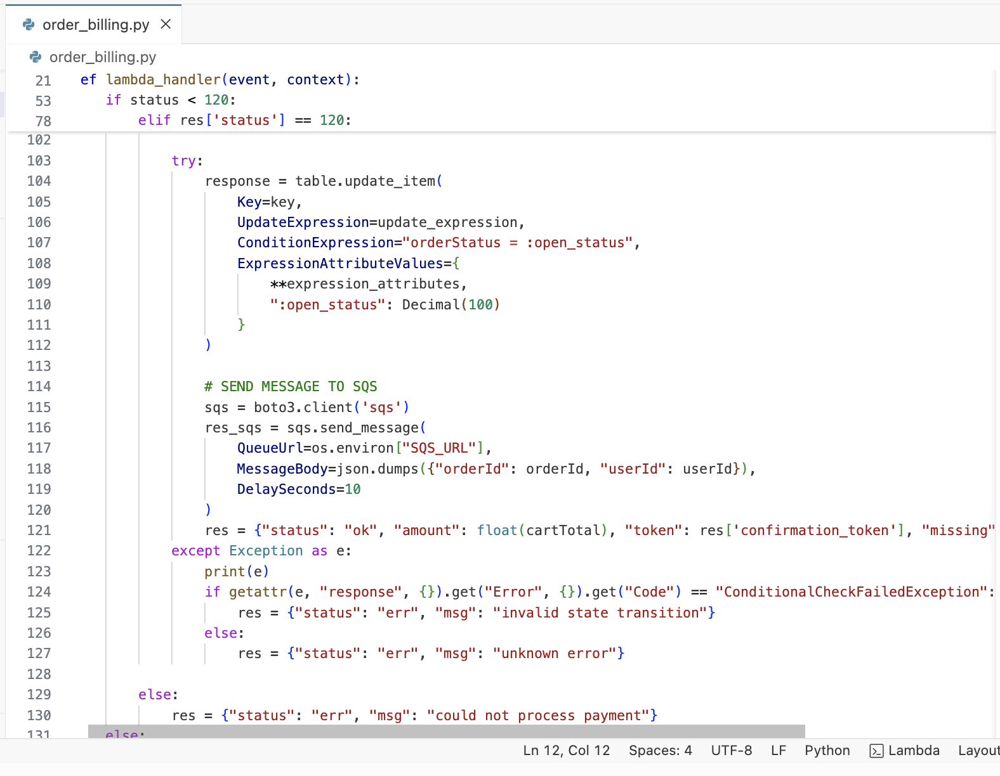 order_billing.py
order_billing.py
21 ef lambda_handler(event, context):
53 if status < 120:
78 elif res['status'] == 120:
102
103 try:
104 response = table.update_item(
105 Key=key,
106 UpdateExpression=update_expression,
107 ConditionExpression="orderStatus = :open_status",
108 ExpressionAttributeValues={
109 **expression_attributes,
110 ":open_status": Decimal(100)
111 }
112 )
113
114 # SEND MESSAGE TO SQS
115 sqs = boto3.client('sqs')
116 res_sqs = sqs.send_message(
117 QueueUrl=os.environ["SQS_URL"],
118 MessageBody=json.dumps({"orderId": orderId, "userId": userId}),
119 DelaySeconds=10
120 )
121 res = {"status": "ok", "amount": float(cartTotal), "token": res['confirmation_token'], "missing"
122 except Exception as e:
123 print(e)
124 if getattr(e, "response", {}).get("Error", {}).get("Code") == "ConditionalCheckFailedException":
125 res = {"status": "err", "msg": "invalid state transition"}
126 else:
127 res = {"status": "err", "msg": "unknown error"}
128
129 else:
130 res = {"status": "err", "msg": "could not process payment"}
131 else:
Ln 12, Col 12 Spaces: 4 UTF-8 LF Python Lambda Layout